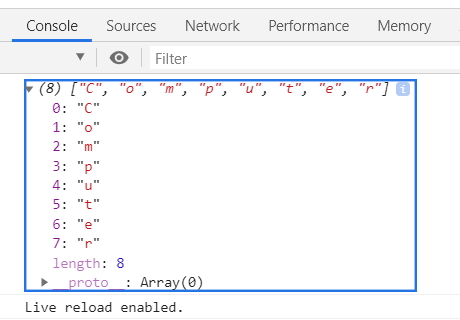 Console Sources Network Performance Memory
Filter
(8) ["C", "o", "m", "p", "u", "t", "e", "r"] i
0: "C"
1: "o"
2: "m"
3: "p"
4: "u"
5: "t"
6: "e"
7: "r"
length: 8
__proto__: Array(0)
Live reload enabled.